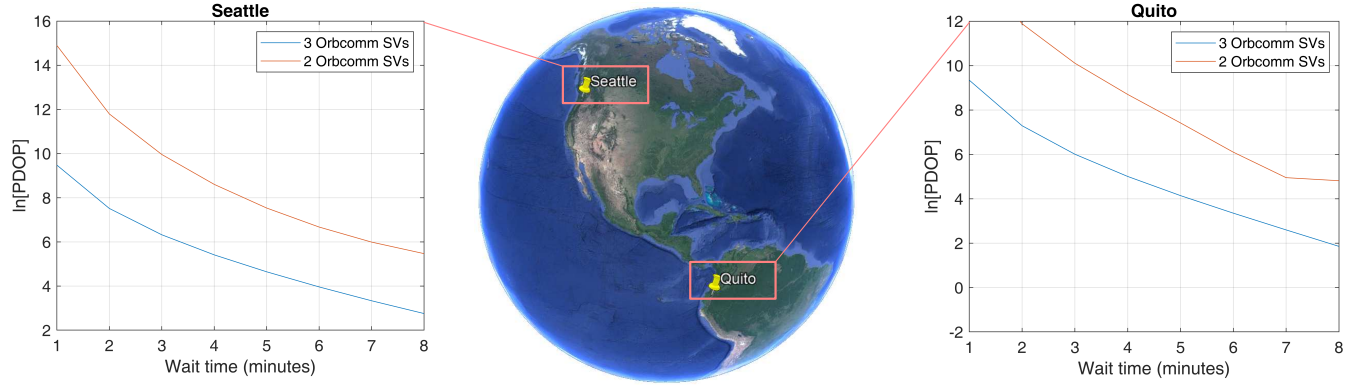 Seattle
16
14
12
10
8
6
4
2
ln[PDOP]
3 Orbcomm SVs
2 Orbcomm SVs
1 2 3 4 5 6 7 8
Wait time (minutes)
Seattle
Quito
Quito
12
10
8
6
4
2
0
-2
ln[PDOP]
3 Orbcomm SVs
2 Orbcomm SVs
1 2 3 4 5 6 7 8
Wait time (minutes)